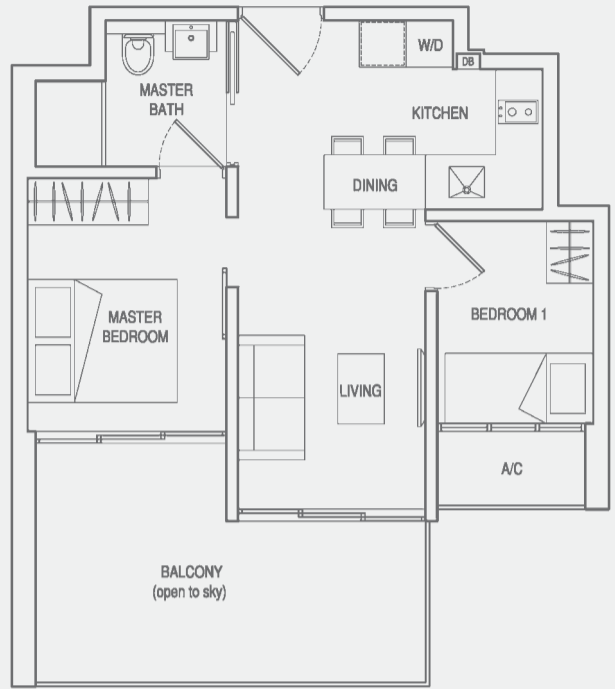 W/D
DB
MASTER
BATH
KITCHEN
DINING
MASTER
BEDROOM
BEDROOM 1
LIVING
A/C
BALCONY
(open to sky)